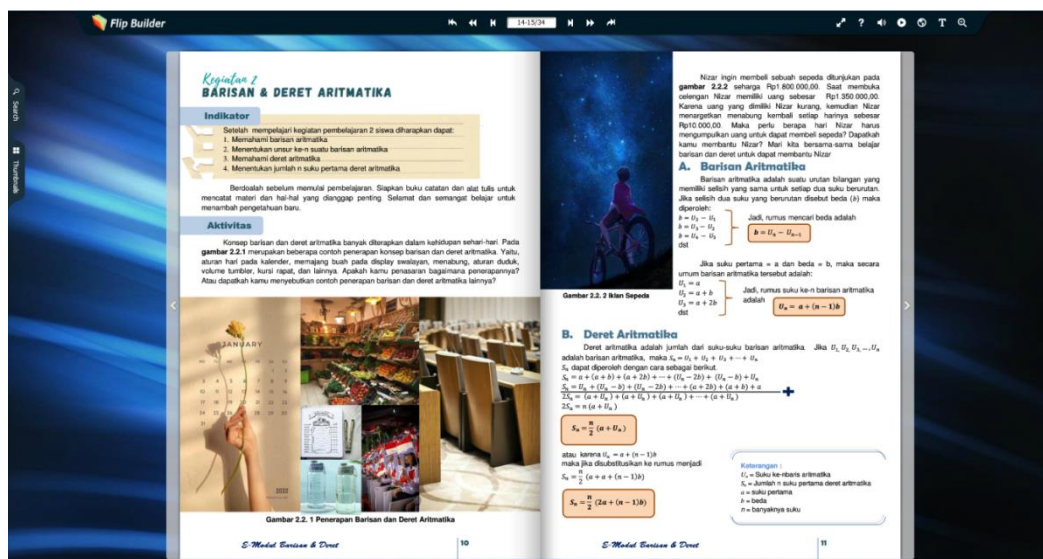 Flip Builder
14-15/34
Search
Thumbnails
Kegiatan 2
BARISAN & DERET ARITMATIKA
Indikator
Setelah mempelajari kegiatan pembelajaran 2 siswa diharapkan dapat:
1. Memahami barisan aritmatika
2. Menentukan unsur ke-n suatu barisan aritmatika
3. Memahami deret aritmatika
4. Menentukan jumlah n suku pertama deret aritmatika
Berdoalah sebelum memulai pembelajaran. Siapkan buku catatan dan alat tulis untuk
mencatat materi dan hal-hal yang dianggap penting. Selamat dan semangat belajar untuk
menambah pengetahuan baru.
Aktivitas
Konsep barisan dan deret aritmatika banyak diterapkan dalam kehidupan sehari-hari. Pada
gambar 2.2.1 merupakan beberapa contoh penerapan konsep barisan dan deret aritmatika. Yaitu,
aturan hari pada kalender, memajang buah pada display swalayan, menabung, aturan duduk,
volume tumbler, kursi rapat, dan lainnya. Apakah kamu penasaran bagaimana penerapannya?
Atau dapatkah kamu menyebutkan contoh penerapan barisan dan deret aritmatika lainnya?
JANUARY
2020
Gambar 2.2. 1 Penerapan Barisan dan Deret Aritmatika
E-Modul Barisan & Deret
10
Gambar 2.2. 2 Iklan Sepeda
Nizar ingin membeli sebuah sepeda ditunjukan pada
gambar 2.2.2 seharga Rp1.800.000,00. Saat membuka
celengan Nizar memiliki uang sebesar Rp1.350.000,00.
Karena uang yang dimiliki Nizar kurang, kemudian Nizar
menargetkan menabung kembali setiap harinya sebesar
Rp10.000,00. Maka perlu berapa hari Nizar harus
mengumpulkan uang untuk dapat membeli sepeda? Dapatkah
kamu membantu Nizar? Mari kita bersama-sama belajar
barisan dan deret untuk dapat membantu Nizar
A. Barisan Aritmatika
Barisan aritmatika adalah suatu urutan bilangan yang
memiliki selisih yang sama untuk setiap dua suku berurutan.
Jika selisih dua suku yang berurutan disebut beda (b) maka
diperoleh:
b = U₂ − U₁
b = U₃ − U₂
b = U₄ − U₃
dst
Jadi, rumus mencari beda adalah
b = Uₙ − Uₙ₋₁
Jika suku pertama = a dan beda = b, maka secara
umum barisan aritmatika tersebut adalah:
U₁ = a
U₂ = a + b
U₃ = a + 2b
dst
Jadi, rumus suku ke-n barisan aritmatika
adalah
Uₙ = a + (n − 1)b
B. Deret Aritmatika
Deret aritmatika adalah jumlah dari suku-suku barisan aritmatika. Jika U₁, U₂, U₃, ..., Uₙ
adalah barisan aritmatika, maka Sₙ = U₁ + U₂ + U₃ + ⋯ + Uₙ
Sₙ dapat diperoleh dengan cara sebagai berikut.
Sₙ = a + (a + b) + (a + 2b) + ⋯ + (Uₙ − 2b) + (Uₙ − b) + Uₙ
Sₙ = Uₙ + (Uₙ − b) + (Uₙ − 2b) + ⋯ + (a + 2b) + (a + b) + a
+
2Sₙ = (a + Uₙ) + (a + Uₙ) + (a + Uₙ) + ⋯ + (a + Uₙ)
2Sₙ = n (a + Uₙ)
Sₙ = n/2 (a + Uₙ)
atau karena Uₙ = a + (n − 1)b
maka jika disubstitusikan ke rumus menjadi
Sₙ = n/2 (a + a + (n − 1)b)
Sₙ = n/2 (2a + (n − 1)b)
Keterangan :
Uₙ = Suku ke-nbaris aritmatika
Sₙ = Jumlah n suku pertama deret aritmatika
a = suku pertama
b = beda
n = banyaknya suku
E-Modul Barisan & Deret
11